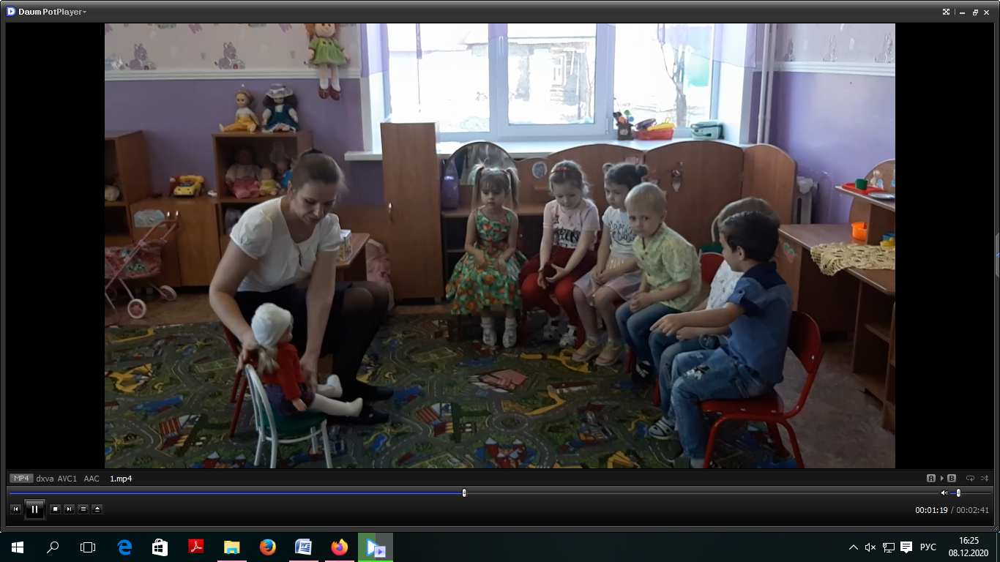 Daum PotPlayer
MP4 dxva AVC1 AAC 1.mp4
A B
00:01:19 / 00:02:41
РУС
16:25
08.12.2020